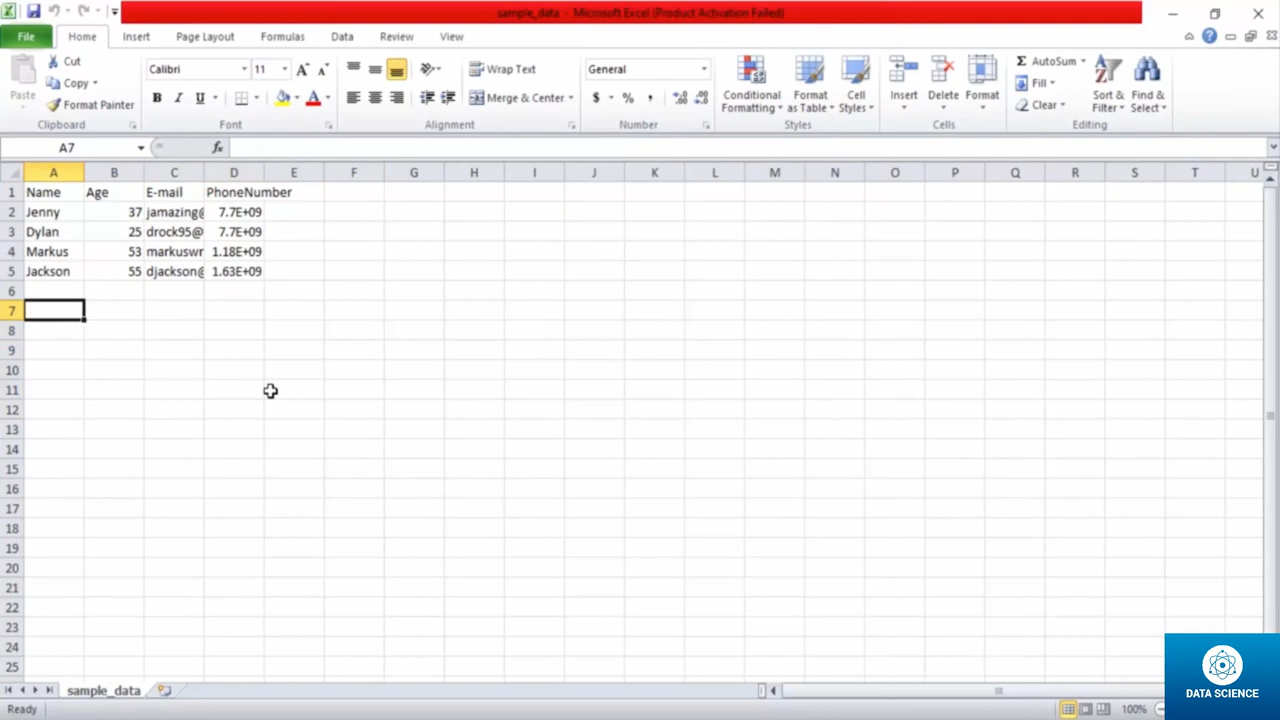 sample_data - Microsoft Excel (Product Activation Failed)
File Home Insert Page Layout Formulas Data Review View
Paste Cut Copy Format Painter Clipboard
Calibri 11 A A B I U A Font
Wrap Text Merge & Center Alignment
General $ % , Number
Conditional Formatting Format as Table Cell Styles Styles
Insert Delete Format Cells
Σ AutoSum Fill Clear Sort & Filter Find & Select Editing
A7 fx
A B C D E F G H I J K L M N O P Q R S T U
1 Name Age E-mail PhoneNumber
2 Jenny 37 jamazing@ 7.7E+09
3 Dylan 25 drock95@ 7.7E+09
4 Markus 53 markuswr 1.18E+09
5 Jackson 55 djackson@ 1.63E+09
6
7
8
9
10
11
12
13
14
15
16
17
18
19
20
21
22
23
24
25
sample_data
Ready 100%
DATA SCIENCE